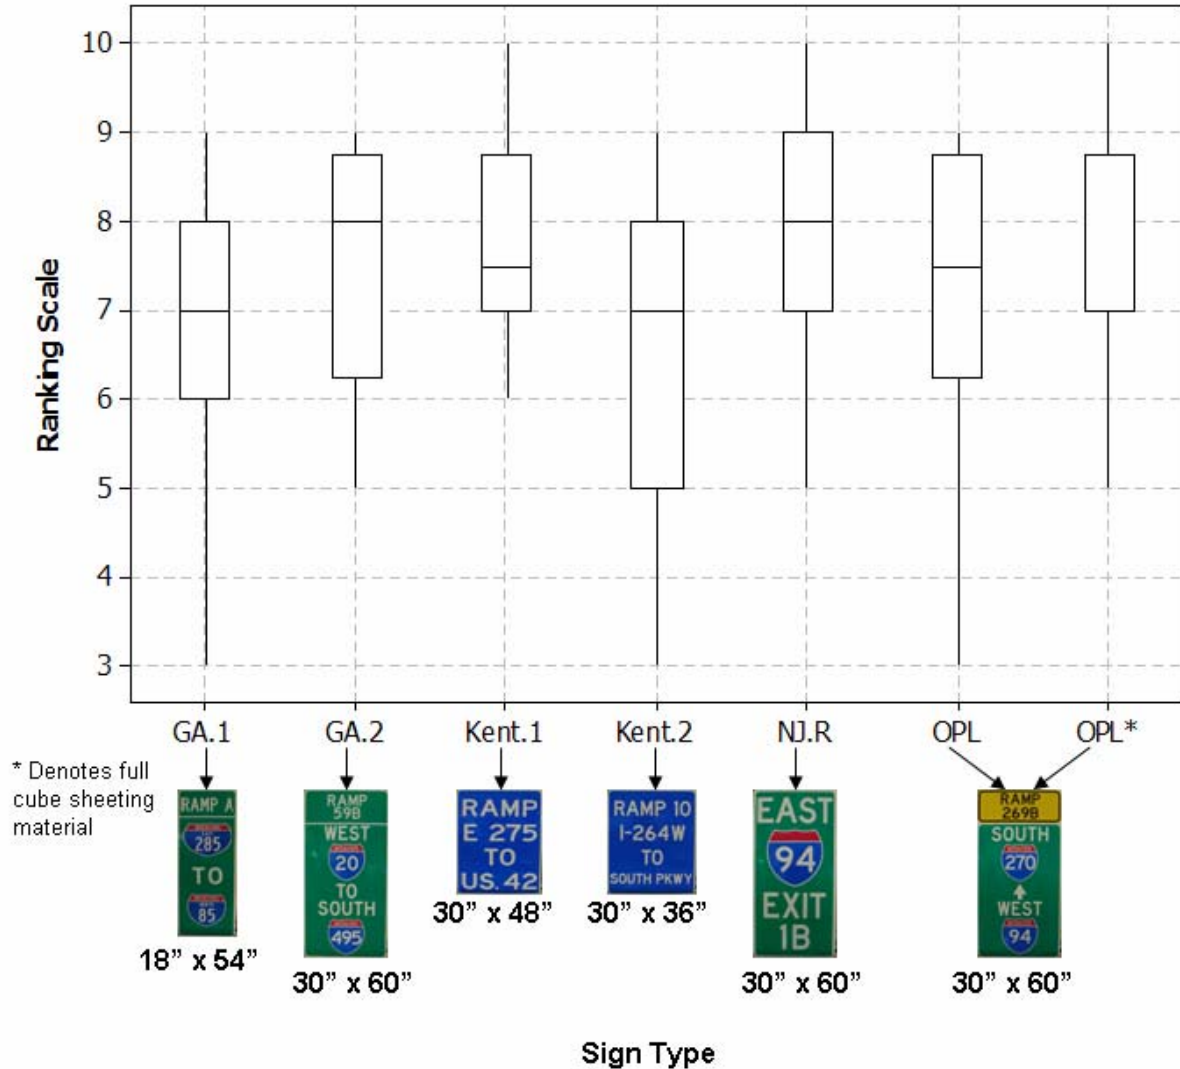 10
9
8
7
6
5
4
3
Ranking Scale
GA.1 GA.2 Kent.1 Kent.2 NJ.R OPL OPL*
* Denotes full
cube sheeting
material
RAMP A
285
TO
85
18” x 54”
RAMP
59B
WEST
20
TO
SOUTH
495
30” x 60”
RAMP
E 275
TO
US.42
30” x 48”
RAMP 10
I-264W
TO
SOUTH PKWY
30” x 36”
EAST
94
EXIT
1B
30” x 60”
RAMP
269B
SOUTH
270
WEST
94
30” x 60”
Sign Type